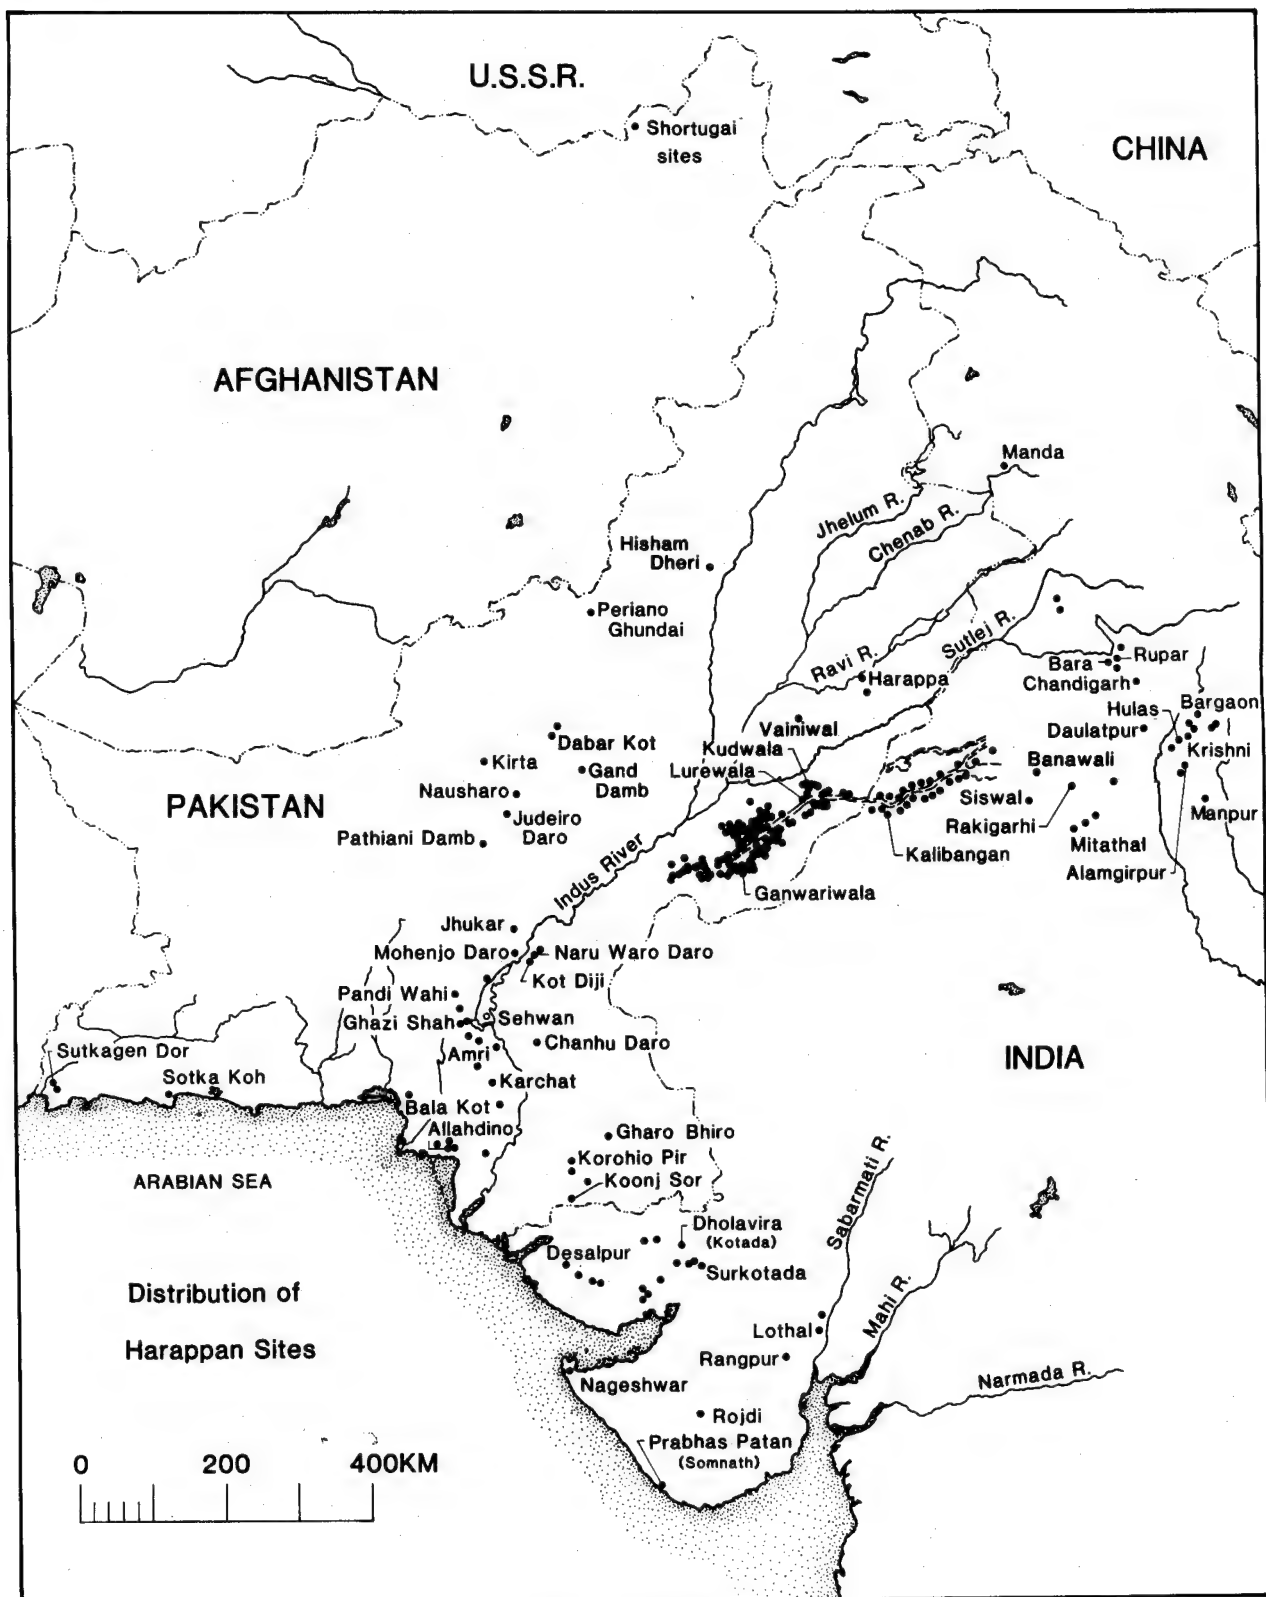 U.S.S.R.
Shortugai
sites
CHINA
AFGHANISTAN
Manda
Jhelum R.
Chenab R.
Hisham
Dheri
Periano
Ghundai
Sutlej R.
Ravi R.
Harappa
Bara
Rupar
Chandigarh
Hulas
Bargaon
Vainiwal
Daulatpur
Kudwala
Krishni
Dabar Kot
Lurewala
Banawali
Kirta
Gand
Damb
Nausharo
PAKISTAN
Siswal
Manpur
Judeiro
Daro
Rakigarhi
Pathiani Damb
Mitathal
Kalibangan
Alamgirpur
Indus River
Ganwariwala
Jhukar
Mohenjo Daro
Naru Waro Daro
Kot Diji
Pandi Wahi
Ghazi Shah
Sehwan
Chanhu Daro
Sutkagen Dor
Amri
INDIA
Sotka Koh
Karchat
Bala Kot
Allahdino
Gharo Bhiro
Korohio Pir
Koonj Sor
ARABIAN SEA
Sabarmati R.
Dholavira
(Kotada)
Desalpur
Surkotada
Mahi R.
Distribution of
Harappan Sites
Lothal
Rangpur
Nageshwar
Narmada R.
Rojdi
Prabhas Patan
(Somnath)
0 200 400KM